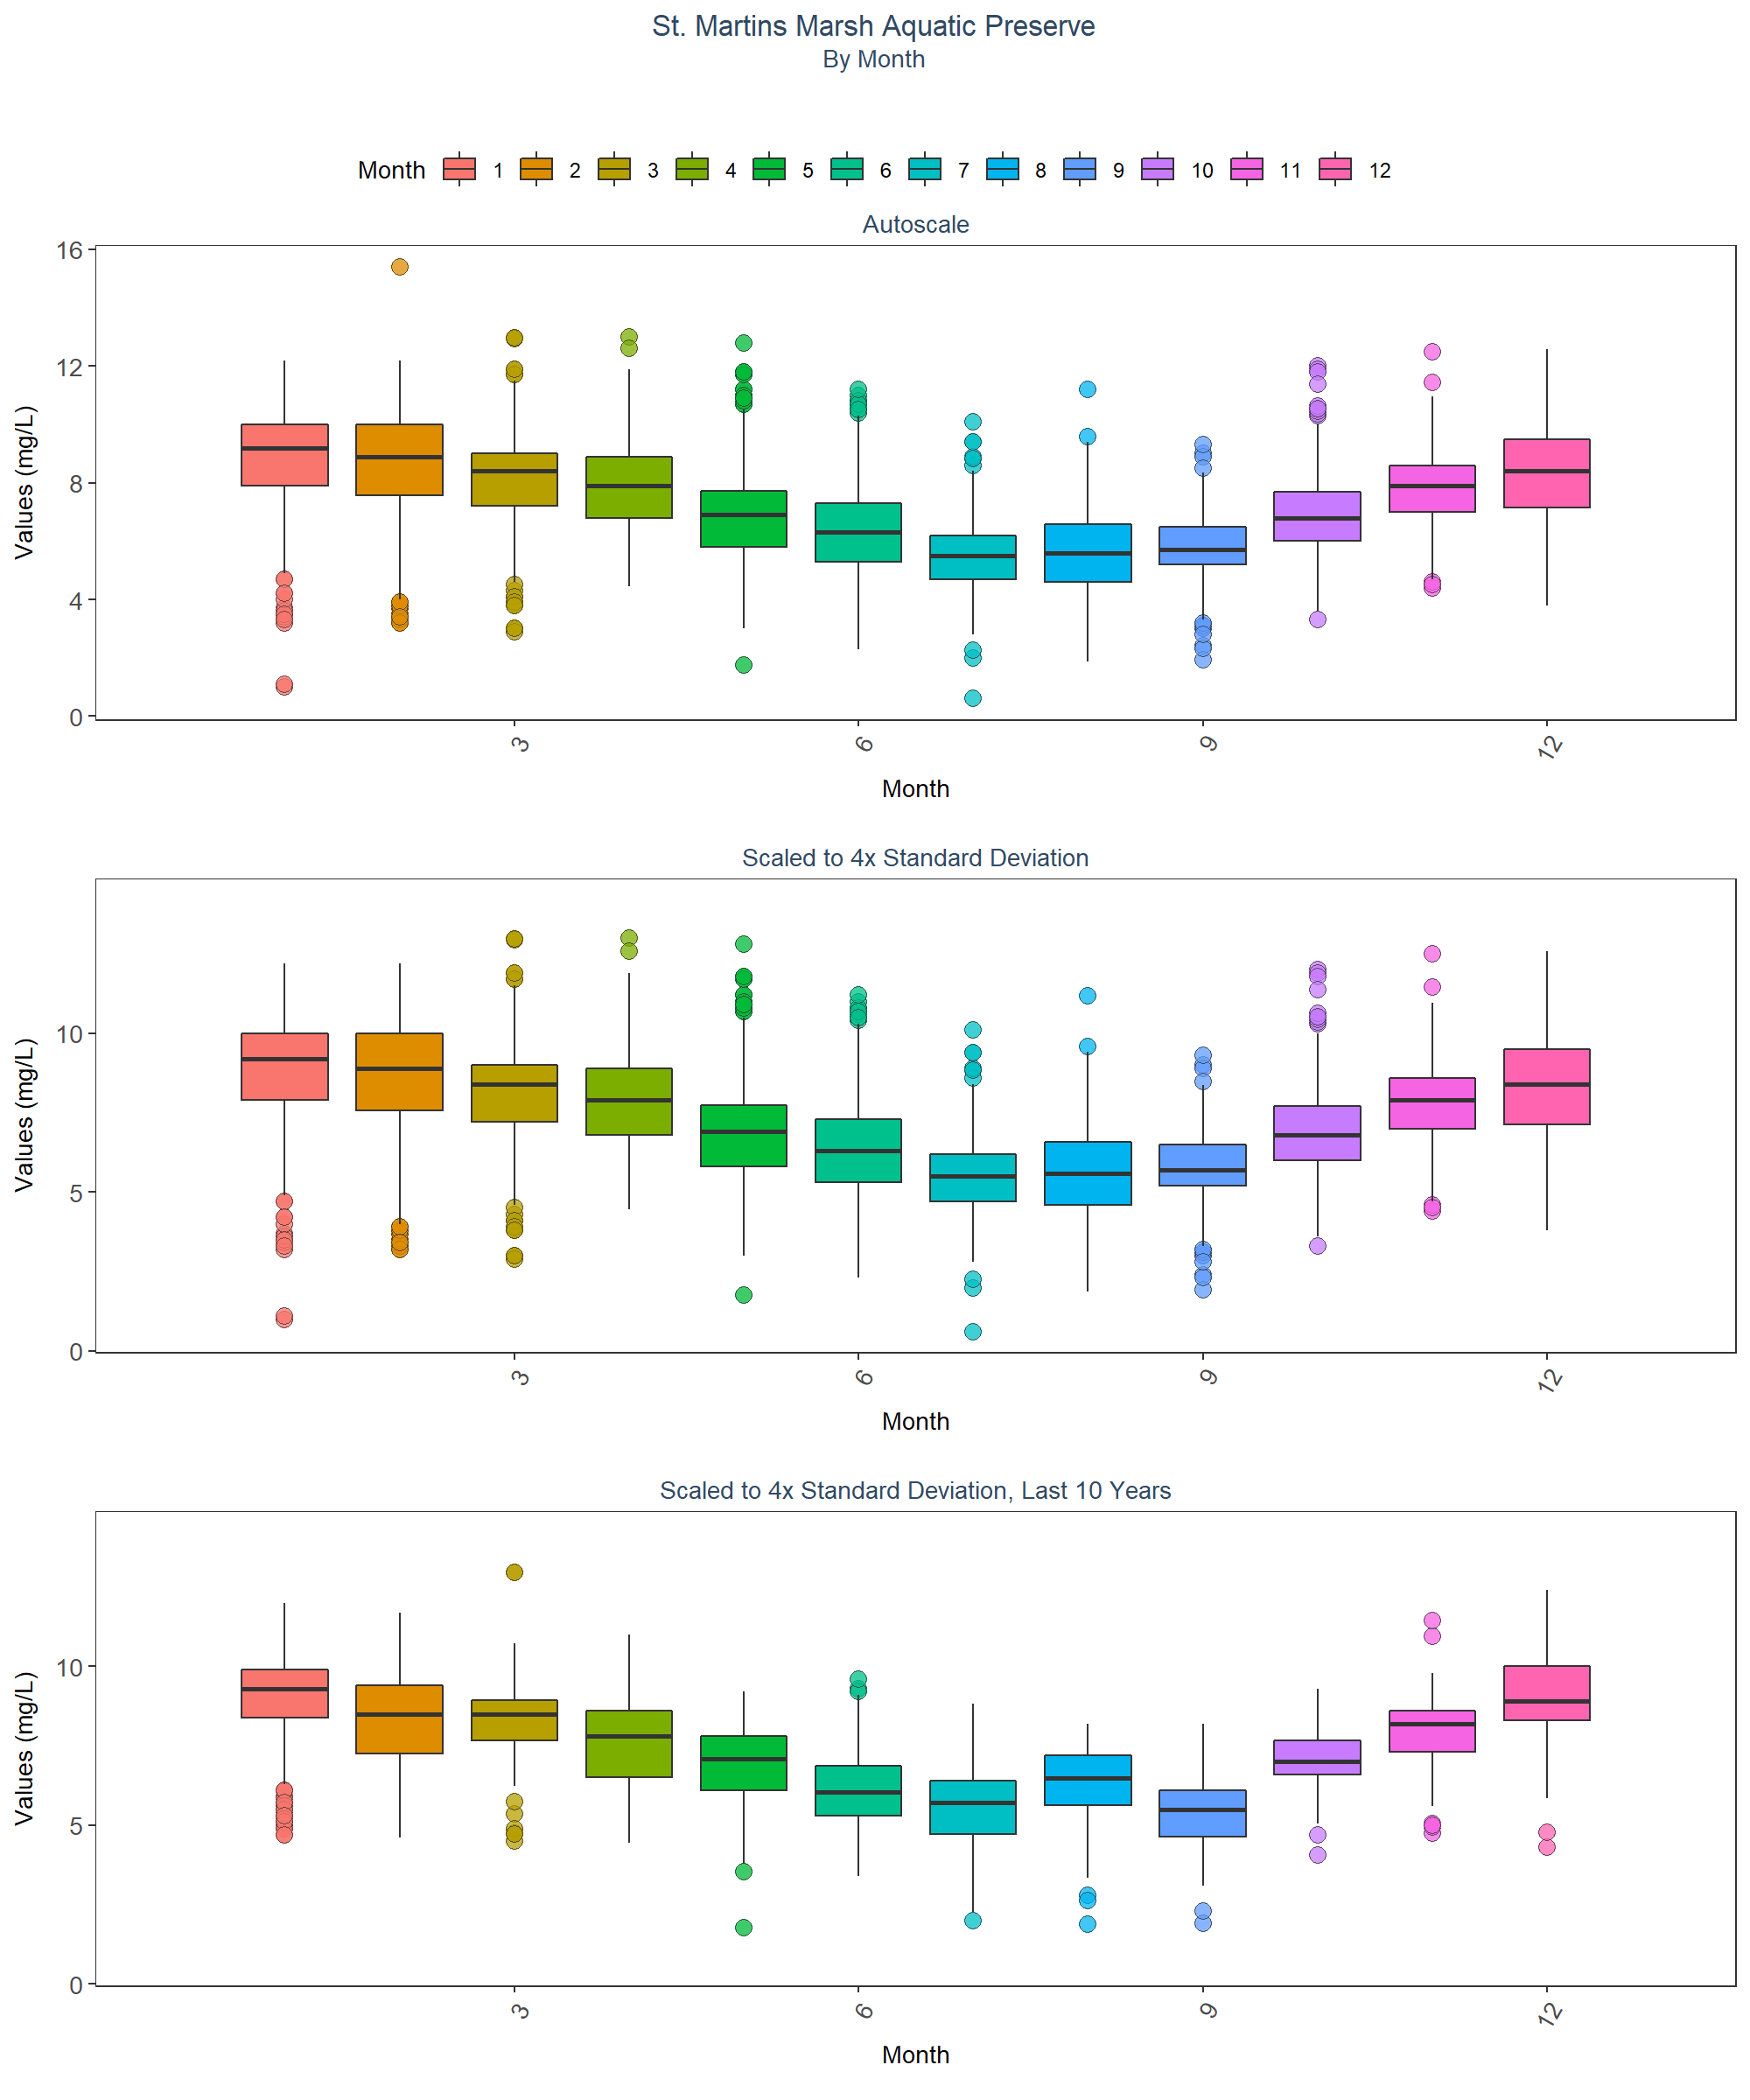 St. Martins Marsh Aquatic Preserve
By Month
Month 1 2 3 4 5 6 7 8 9 10 11 12
Autoscale
Values (mg/L)
16
12
8
4
0
3 6 9 12
Month
Scaled to 4x Standard Deviation
Values (mg/L)
10
5
0
3 6 9 12
Month
Scaled to 4x Standard Deviation, Last 10 Years
Values (mg/L)
10
5
0
3 6 9 12
Month